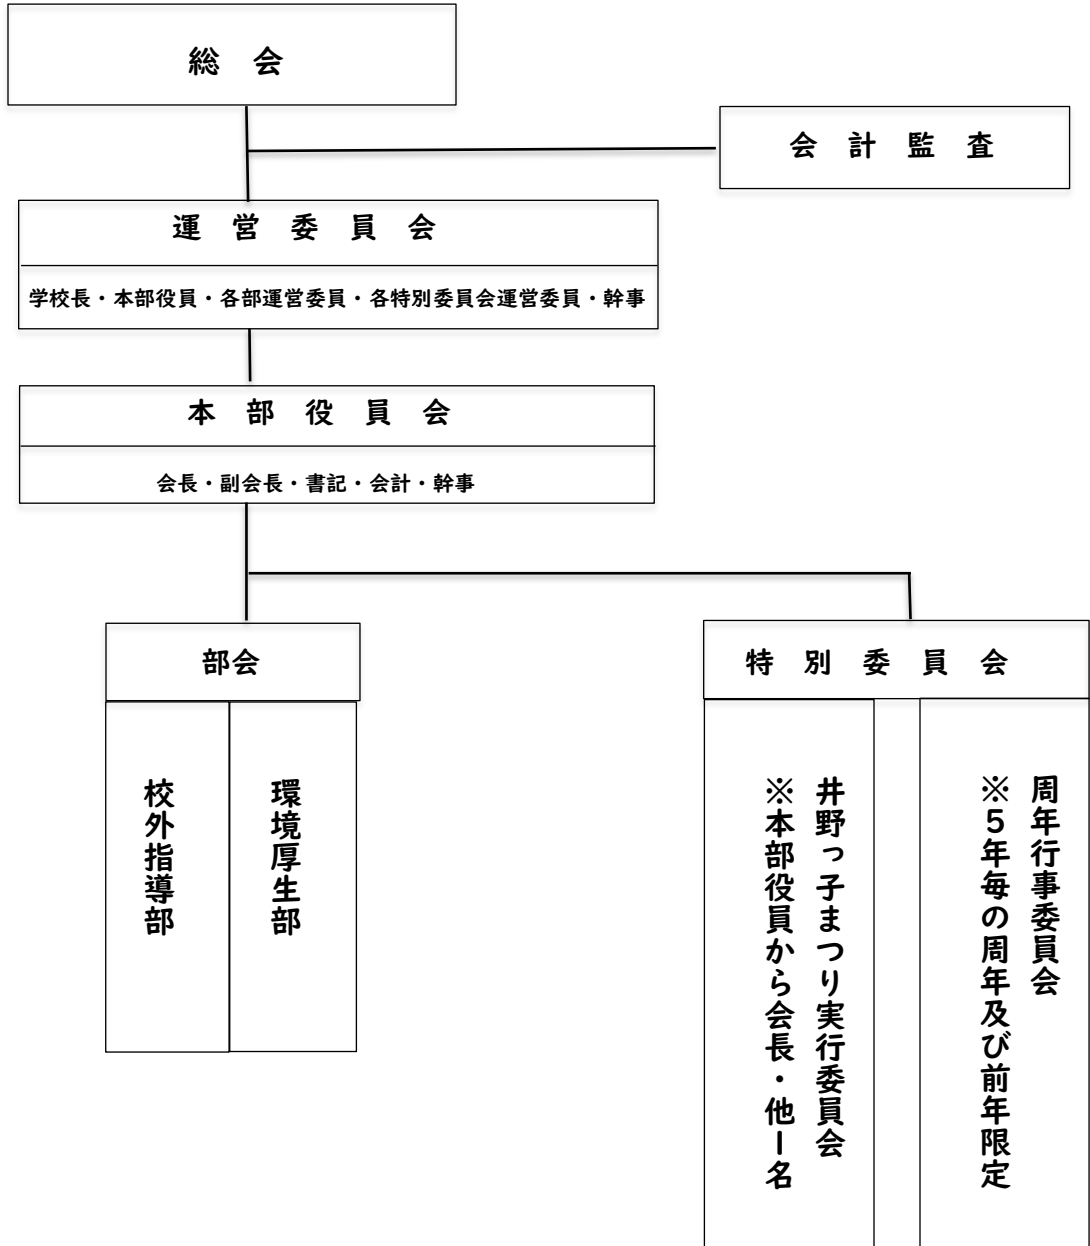 総　会
会　計　監　査
運　営　委　員　会
学校長・本部役員・各部運営委員・各特別委員会運営委員・幹事
本　部　役　員　会
会長・副会長・書記・会計・幹事
部会
校外指導部
環境厚生部
特　別　委　員　会
井野っ子まつり実行委員会
※本部役員から会長・他1名
周年行事委員会
※5年毎の周年及び前年限定